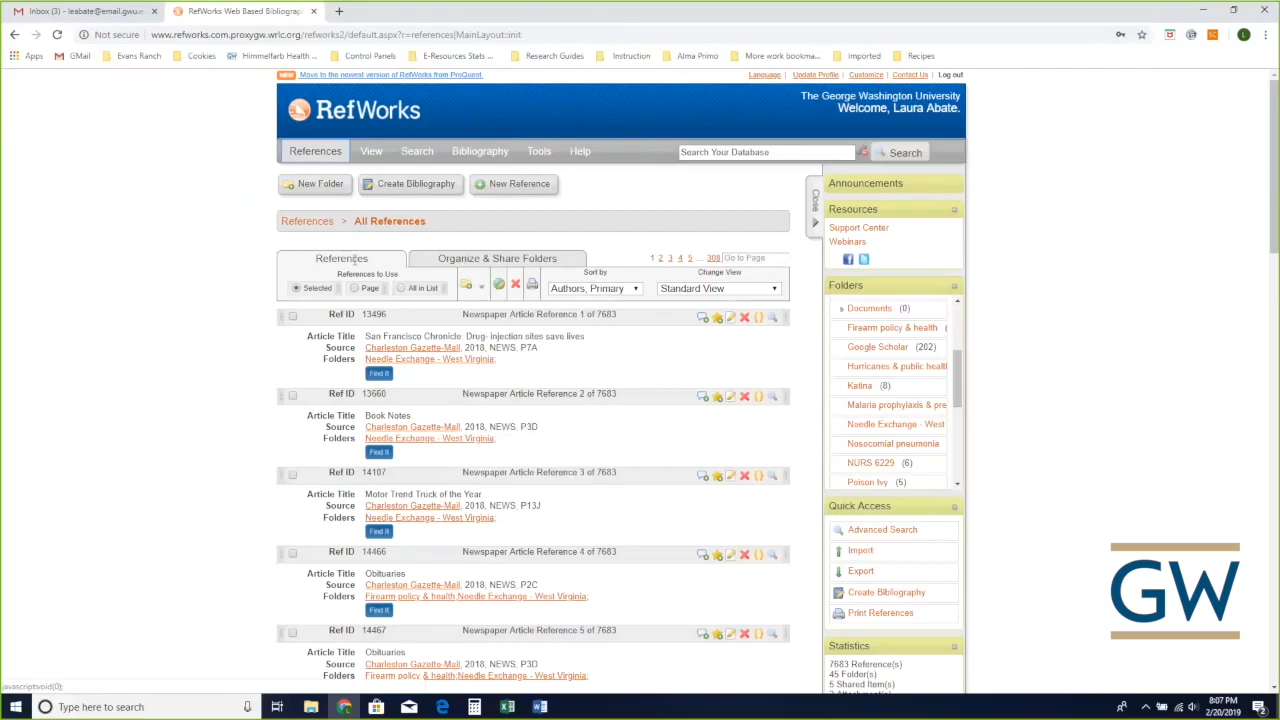 Inbox (3) - leabate@email.gwu.e
RefWorks Web Based Bibliograp
www.refworks.com.proxygw.wrlc.org/refworks2/default.aspx?r=references|MainLayout:init
Not secure
Apps
GMail
Evans Ranch
Cookies
Himmelfarb Health ...
Control Panels
E-Resources Stats ...
Research Guides
Instruction
Alma Primo
More work bookma...
Imported
Recipes
NEW Move to the newest version of RefWorks from ProQuest.
Language | Update Profile | Customize | Contact Us | Log out
RefWorks
The George Washington University
Welcome, Laura Abate.
References View Search Bibliography Tools Help
Search Your Database
Search
New Folder
Create Bibliography
New Reference
References > All References
References
Organize & Share Folders
1 2 3 4 5 ... 308 Go to Page
References to Use
Selected Page All in List
Sort by
Authors, Primary
Change View
Standard View
Ref ID 13496 Newspaper Article Reference 1 of 7683
Article Title San Francisco Chronicle: Drug- injection sites save lives
Source Charleston Gazette-Mail, 2018, NEWS, P7A
Folders Needle Exchange - West Virginia;
Find It
Ref ID 13660 Newspaper Article Reference 2 of 7683
Article Title Book Notes
Source Charleston Gazette-Mail, 2018, NEWS, P3D
Folders Needle Exchange - West Virginia;
Find It
Ref ID 14107 Newspaper Article Reference 3 of 7683
Article Title Motor Trend Truck of the Year
Source Charleston Gazette-Mail, 2018, NEWS, P13J
Folders Needle Exchange - West Virginia;
Find It
Ref ID 14466 Newspaper Article Reference 4 of 7683
Article Title Obituaries
Source Charleston Gazette-Mail, 2018, NEWS, P2C
Folders Firearm policy & health;Needle Exchange - West Virginia;
Find It
Ref ID 14467 Newspaper Article Reference 5 of 7683
Article Title Obituaries
Source Charleston Gazette-Mail, 2018, NEWS, P3D
Folders Firearm policy & health;Needle Exchange - West Virginia;
Close
Announcements
Resources
Support Center
Webinars
Folders
Documents (0)
Firearm policy & health (
Google Scholar (202)
Hurricanes & public healt
Katina (8)
Malaria prophylaxis & pre
Needle Exchange - West
Nosocomial pneumonia
NURS 6229 (6)
Poison Ivy (5)
Quick Access
Advanced Search
Import
Export
Create Bibliography
Print References
Statistics
7683 Reference(s)
45 Folder(s)
5 Shared Item(s)
GW
javascript:void(0);
Type here to search
8:07 PM
2/20/2019